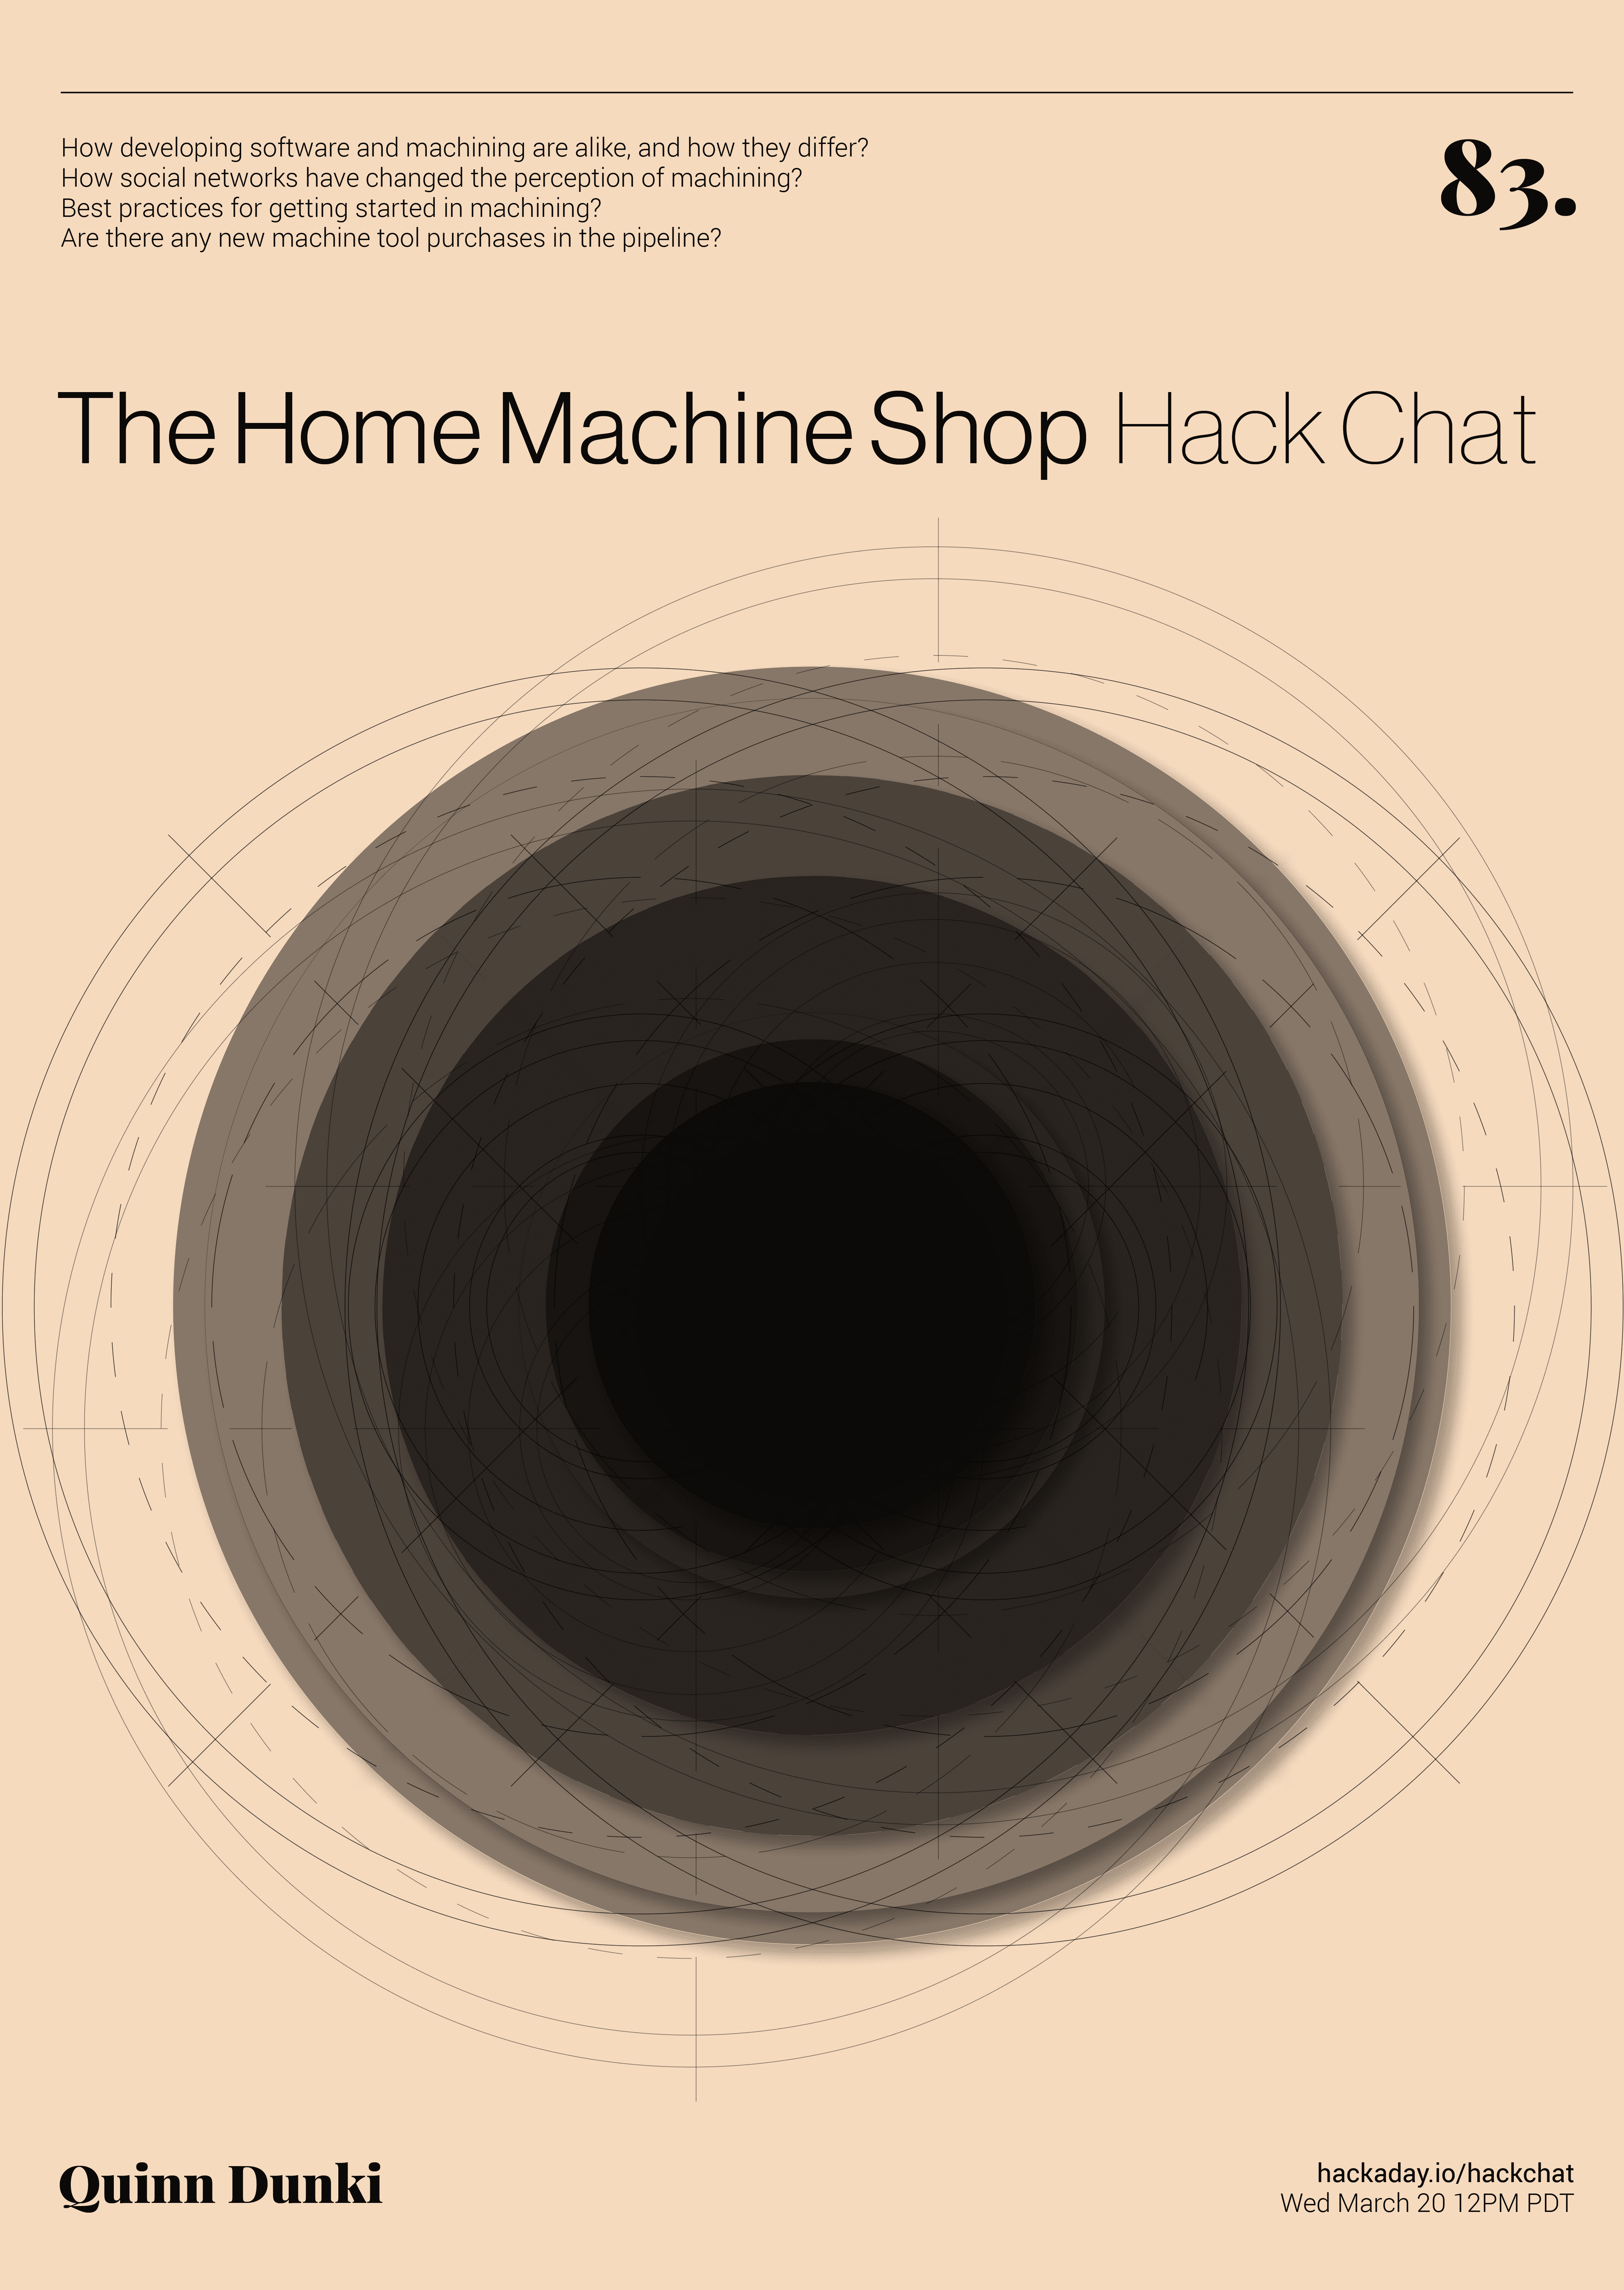 How developing software and machining are alike, and how they differ?
How social networks have changed the perception of machining?
Best practices for getting started in machining?
Are there any new machine tool purchases in the pipeline?
83.
The Home Machine Shop Hack Chat
Quinn Dunki
hackaday.io/hackchat
Wed March 20 12PM PDT